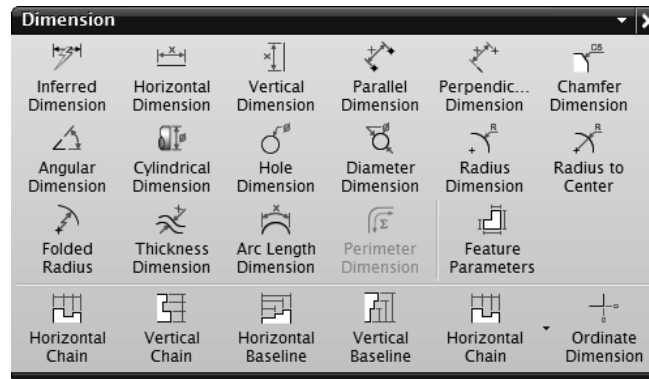 Dimension
Inferred Dimension
Horizontal Dimension
Vertical Dimension
Parallel Dimension
Perpendic... Dimension
Chamfer Dimension
Angular Dimension
Cylindrical Dimension
Hole Dimension
Diameter Dimension
Radius Dimension
Radius to Center
Folded Radius
Thickness Dimension
Arc Length Dimension
Perimeter Dimension
Feature Parameters
Horizontal Chain
Vertical Chain
Horizontal Baseline
Vertical Baseline
Horizontal Chain
Ordinate Dimension